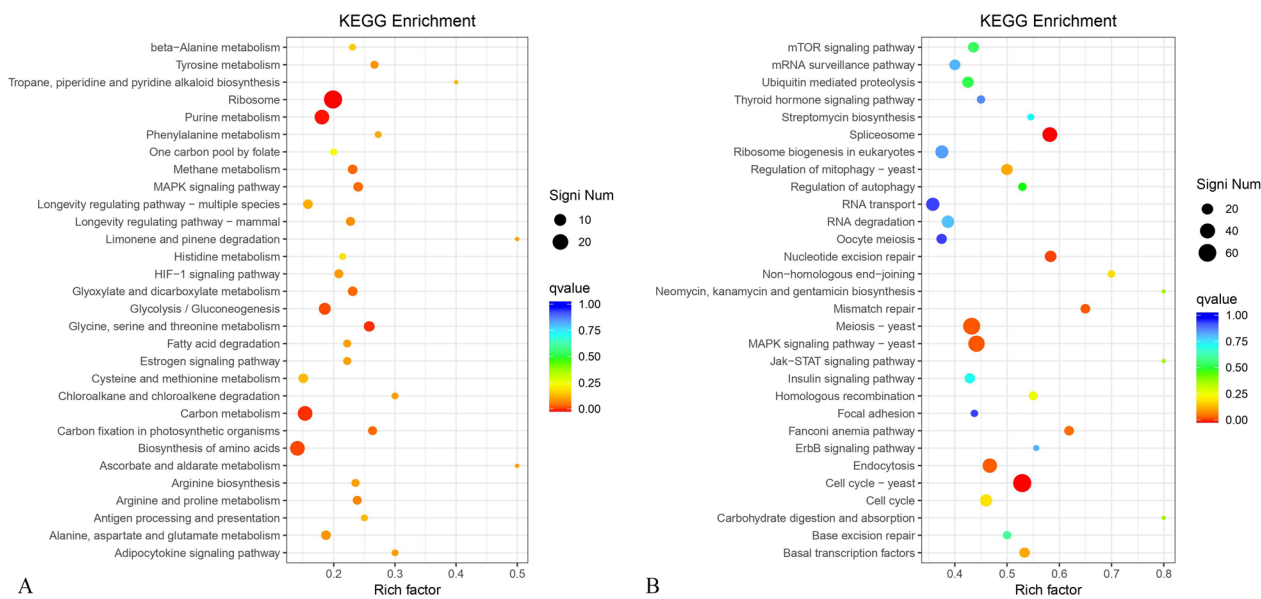 KEGG Enrichment
beta−Alanine metabolism
Tyrosine metabolism
Tropane, piperidine and pyridine alkaloid biosynthesis
Ribosome
Purine metabolism
Phenylalanine metabolism
One carbon pool by folate
Methane metabolism
MAPK signaling pathway
Longevity regulating pathway − multiple species
Longevity regulating pathway − mammal
Limonene and pinene degradation
Histidine metabolism
HIF−1 signaling pathway
Glyoxylate and dicarboxylate metabolism
Glycolysis / Gluconeogenesis
Glycine, serine and threonine metabolism
Fatty acid degradation
Estrogen signaling pathway
Cysteine and methionine metabolism
Chloroalkane and chloroalkene degradation
Carbon metabolism
Carbon fixation in photosynthetic organisms
Biosynthesis of amino acids
Ascorbate and aldarate metabolism
Arginine biosynthesis
Arginine and proline metabolism
Antigen processing and presentation
Alanine, aspartate and glutamate metabolism
Adipocytokine signaling pathway
0.2 0.3 0.4 0.5
Rich factor
Signi Num
10
20
qvalue
1.00
0.75
0.50
0.25
0.00
A
KEGG Enrichment
mTOR signaling pathway
mRNA surveillance pathway
Ubiquitin mediated proteolysis
Thyroid hormone signaling pathway
Streptomycin biosynthesis
Spliceosome
Ribosome biogenesis in eukaryotes
Regulation of mitophagy − yeast
Regulation of autophagy
RNA transport
RNA degradation
Oocyte meiosis
Nucleotide excision repair
Non−homologous end−joining
Neomycin, kanamycin and gentamicin biosynthesis
Mismatch repair
Meiosis − yeast
MAPK signaling pathway − yeast
Jak−STAT signaling pathway
Insulin signaling pathway
Homologous recombination
Focal adhesion
Fanconi anemia pathway
ErbB signaling pathway
Endocytosis
Cell cycle − yeast
Cell cycle
Carbohydrate digestion and absorption
Base excision repair
Basal transcription factors
0.4 0.5 0.6 0.7 0.8
Rich factor
Signi Num
20
40
60
qvalue
1.00
0.75
0.50
0.25
0.00
B